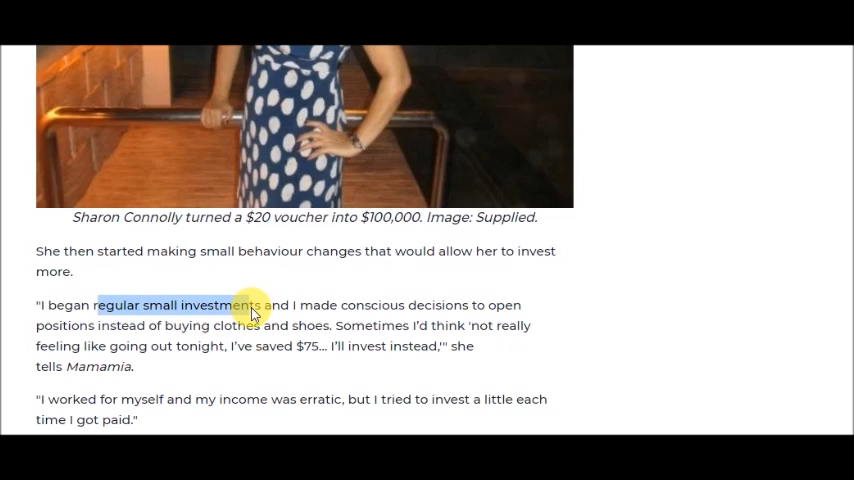 Sharon Connolly turned a $20 voucher into $100,000. Image: Supplied.
She then started making small behaviour changes that would allow her to invest
more.
"I began regular small investments and I made conscious decisions to open
positions instead of buying clothes and shoes. Sometimes I’d think 'not really
feeling like going out tonight, I’ve saved $75... I’ll invest instead,'" she
tells Mamamia.
"I worked for myself and my income was erratic, but I tried to invest a little each
time I got paid."